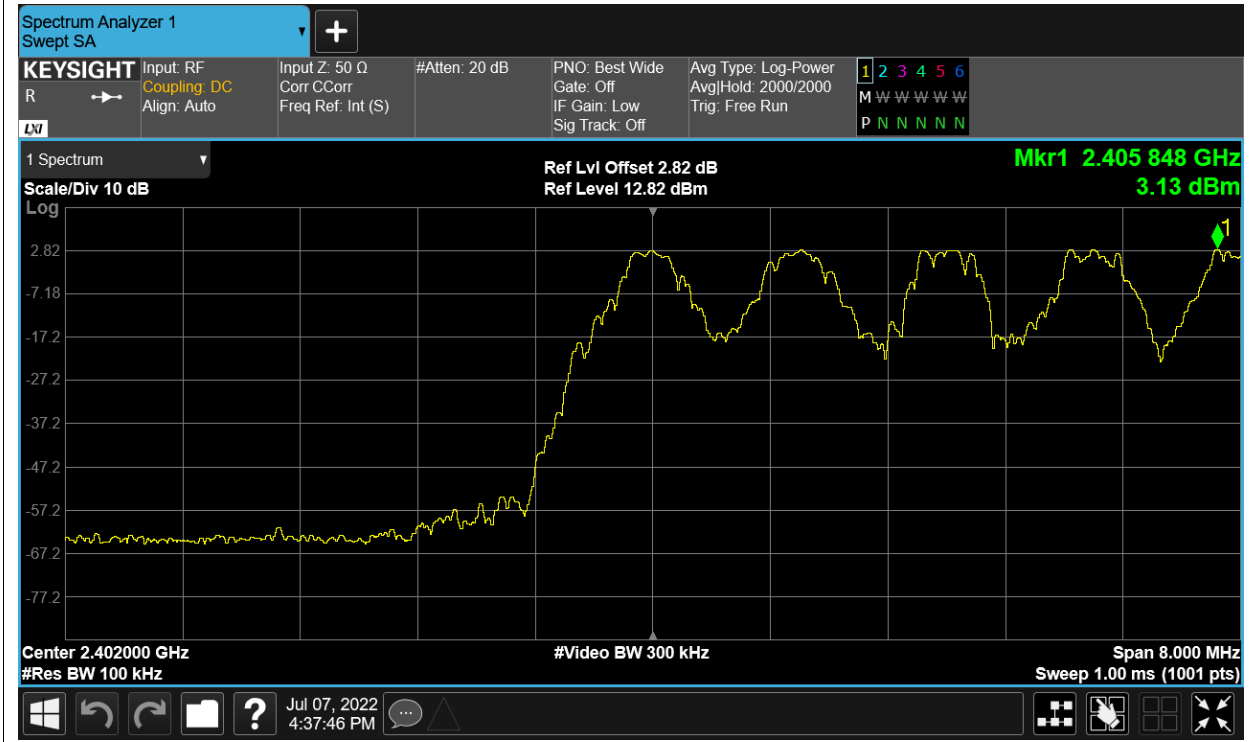 Spectrum Analyzer 1
Swept SA
KEYSIGHT
R
LXI
Input: RF
Coupling: DC
Align: Auto
Input Z: 50 Ω
Corr CCorr
Freq Ref: Int (S)
#Atten: 20 dB
PNO: Best Wide
Gate: Off
IF Gain: Low
Sig Track: Off
Avg Type: Log-Power
Avg|Hold: 2000/2000
Trig: Free Run
1 2 3 4 5 6
M W W W W W
P N N N N N
1 Spectrum
Scale/Div 10 dB
Log
Ref Lvl Offset 2.82 dB
Ref Level 12.82 dBm
Mkr1 2.405 848 GHz
3.13 dBm
1
2.82
-7.18
-17.2
-27.2
-37.2
-47.2
-57.2
-67.2
-77.2
Center 2.402000 GHz
#Video BW 300 kHz
Span 8.000 MHz
#Res BW 100 kHz
Sweep 1.00 ms (1001 pts)
?
Jul 07, 2022
4:37:46 PM